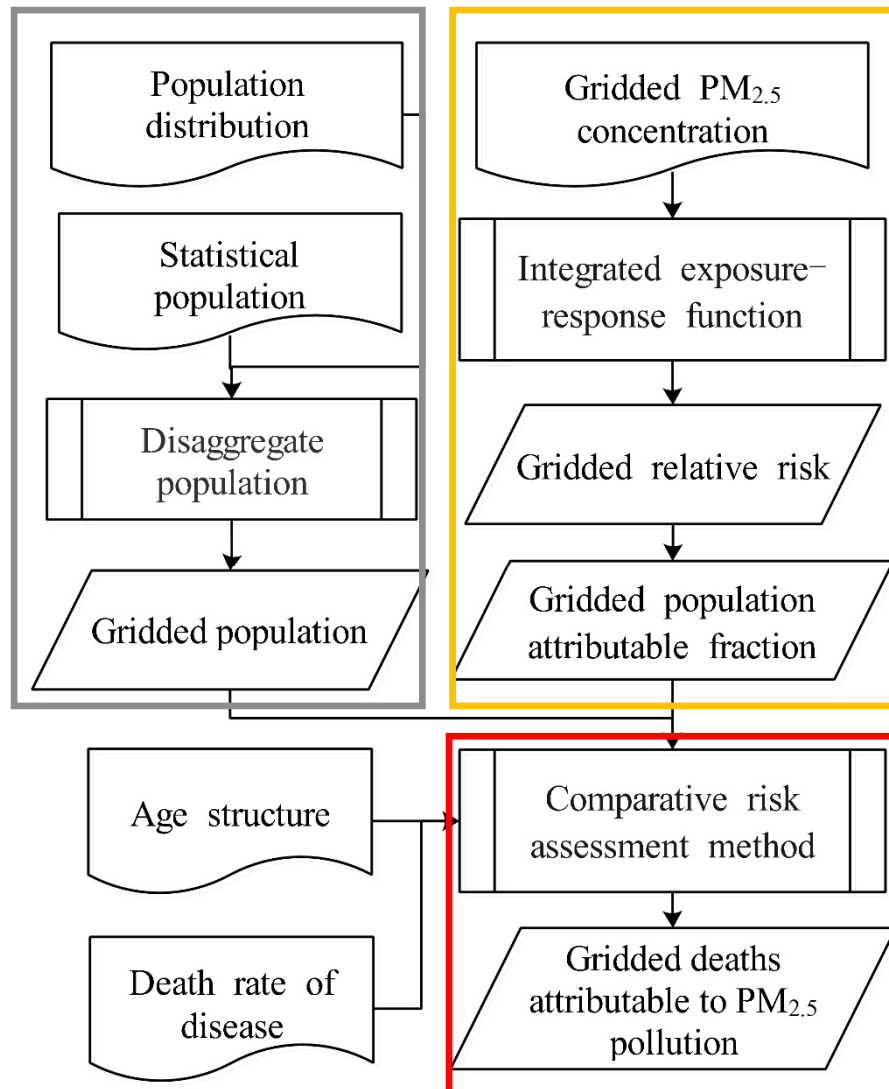 Population
distribution
Statistical
population
Disaggregate
population
Gridded population
Gridded PM₂.₅
concentration
Integrated exposure−
response function
Gridded relative risk
Gridded population
attributable fraction
Age structure
Death rate of
disease
Comparative risk
assessment method
Gridded deaths
attributable to PM₂.₅
pollution